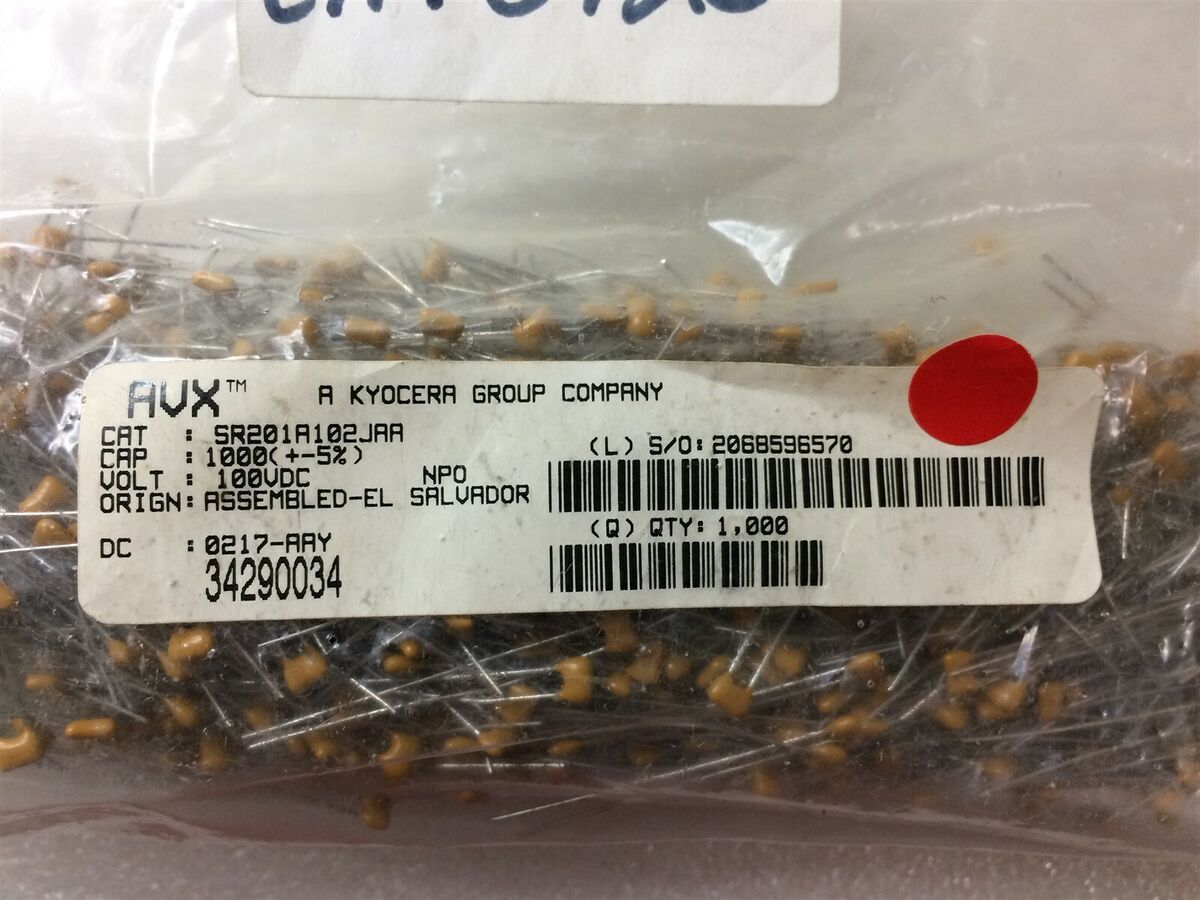 AVX™ A KYOCERA GROUP COMPANY
CAT : SR201A102JAA
CAP : 1000(+-5%)
VOLT : 100VDC NPO
ORIGN: ASSEMBLED-EL SALVADOR
DC : 0217-AAY
34290034
(L) S/O: 2068596570
(Q) QTY: 1,000